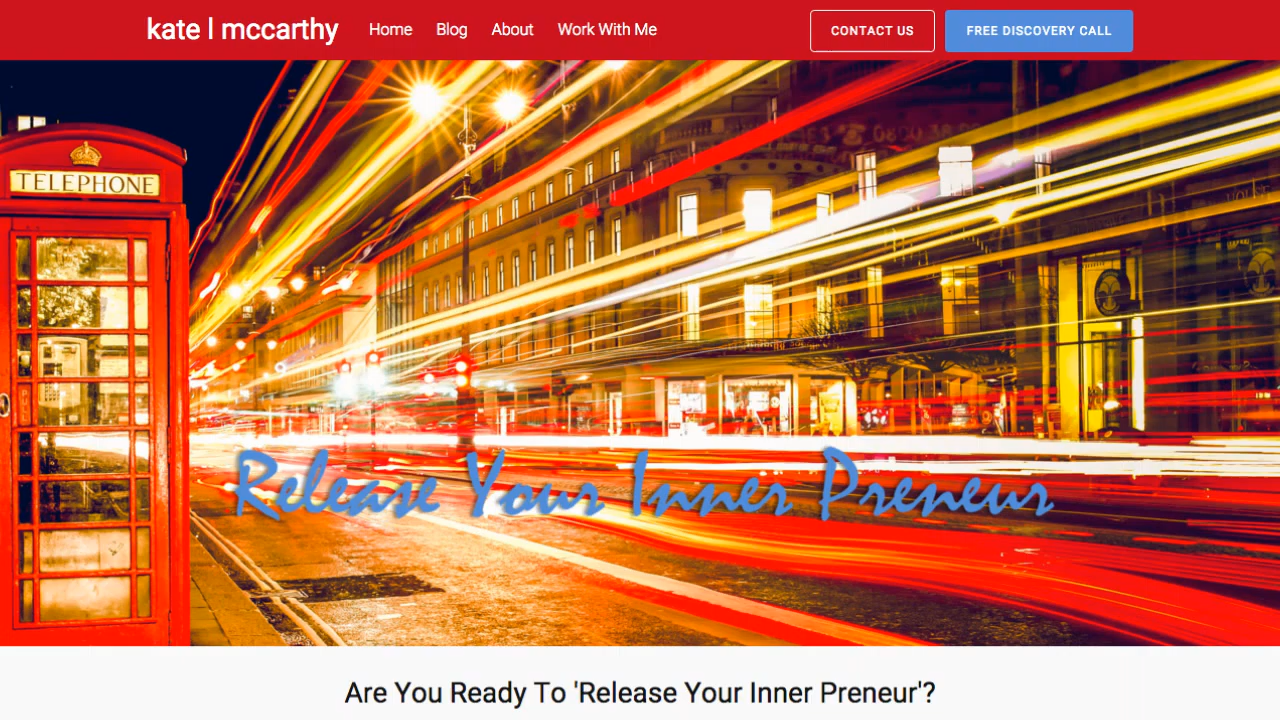 kate l mccarthy
Home
Blog
About
Work With Me
CONTACT US
FREE DISCOVERY CALL
TELEPHONE
PULL
Release Your Inner Preneur
Are You Ready To 'Release Your Inner Preneur'?